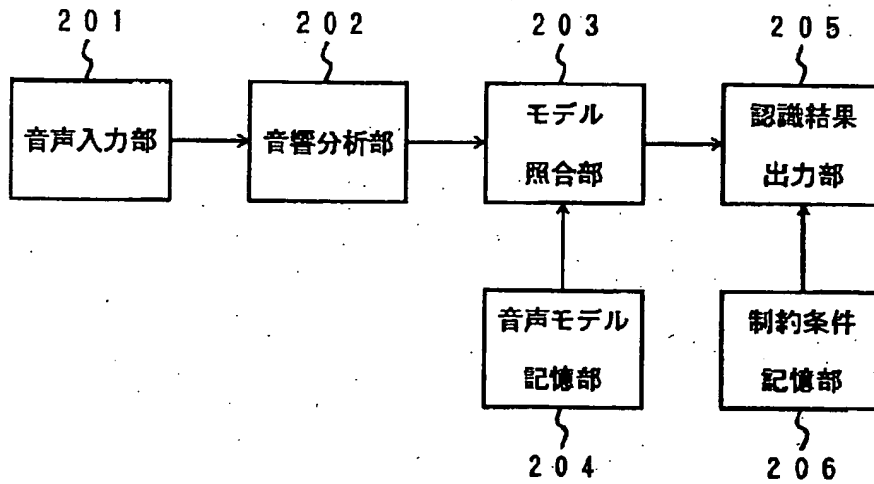 201
202
203
205
音声入力部
音響分析部
モデル
照合部
認識結果
出力部
音声モデル
記憶部
制約条件
記憶部
204
206